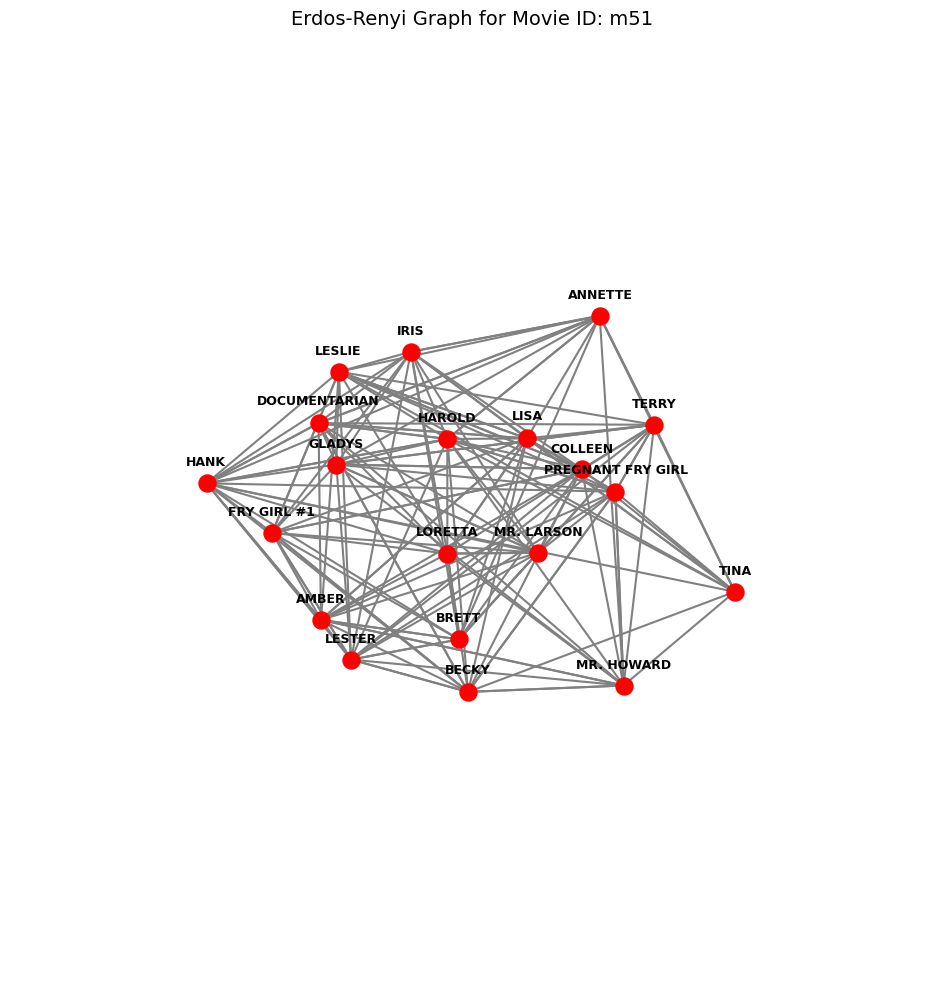 Erdos-Renyi Graph for Movie ID: m51
ANNETTE
IRIS
LESLIE
DOCUMENTARIAN
TERRY
HAROLD
LISA
GLADYS
COLLEEN
HANK
PREGNANT FRY GIRL
FRY GIRL #1
LORETTA
MR. LARSON
TINA
AMBER
BRETT
LESTER
BECKY
MR. HOWARD